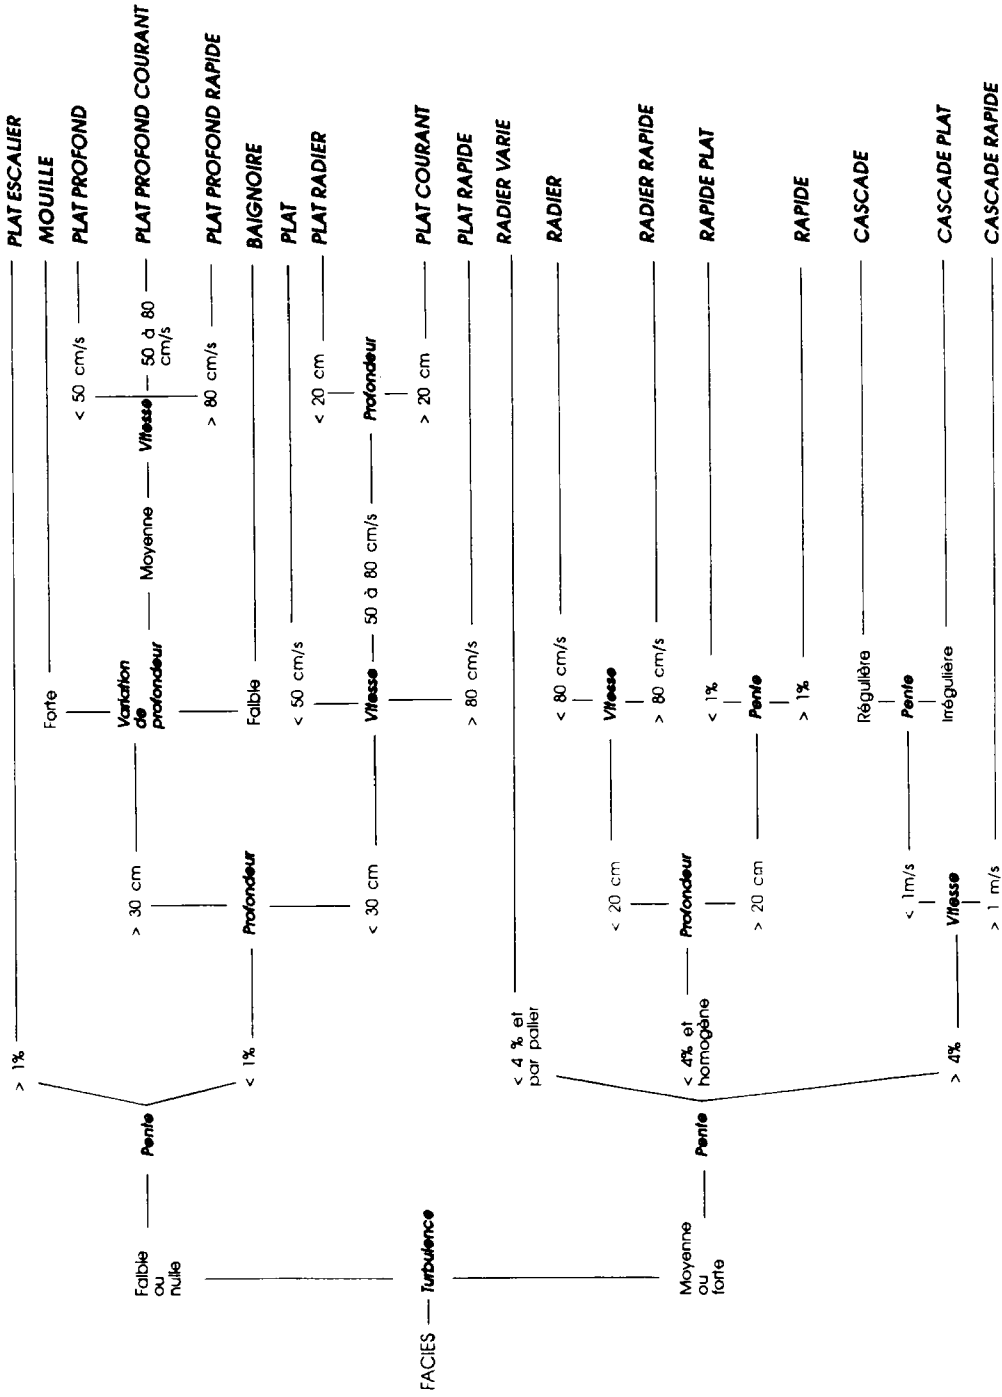 FACIES
Turbulence
Faible
ou
nulle
Pente
> 1%
PLAT ESCALIER
< 1%
Profondeur
> 30 cm
Variation
de
profondeur
Forte
MOUILLE
Moyenne
Vitesse
< 50 cm/s
PLAT PROFOND
50 à 80
cm/s
PLAT PROFOND COURANT
> 80 cm/s
PLAT PROFOND RAPIDE
Faible
BAIGNOIRE
< 30 cm
Vitesse
< 50 cm/s
PLAT
50 à 80 cm/s
Profondeur
< 20 cm
PLAT RADIER
> 20 cm
PLAT COURANT
> 80 cm/s
PLAT RAPIDE
Moyenne
ou
forte
Pente
< 4 % et
par palier
RADIER VARIE
< 4% et
homogène
Profondeur
< 20 cm
Vitesse
< 80 cm/s
RADIER
> 80 cm/s
RADIER RAPIDE
> 20 cm
Pente
< 1%
RAPIDE PLAT
> 1%
RAPIDE
> 4%
Vitesse
< 1m/s
Pente
Régulière
CASCADE
Irrégulière
CASCADE PLAT
> 1 m/s
CASCADE RAPIDE